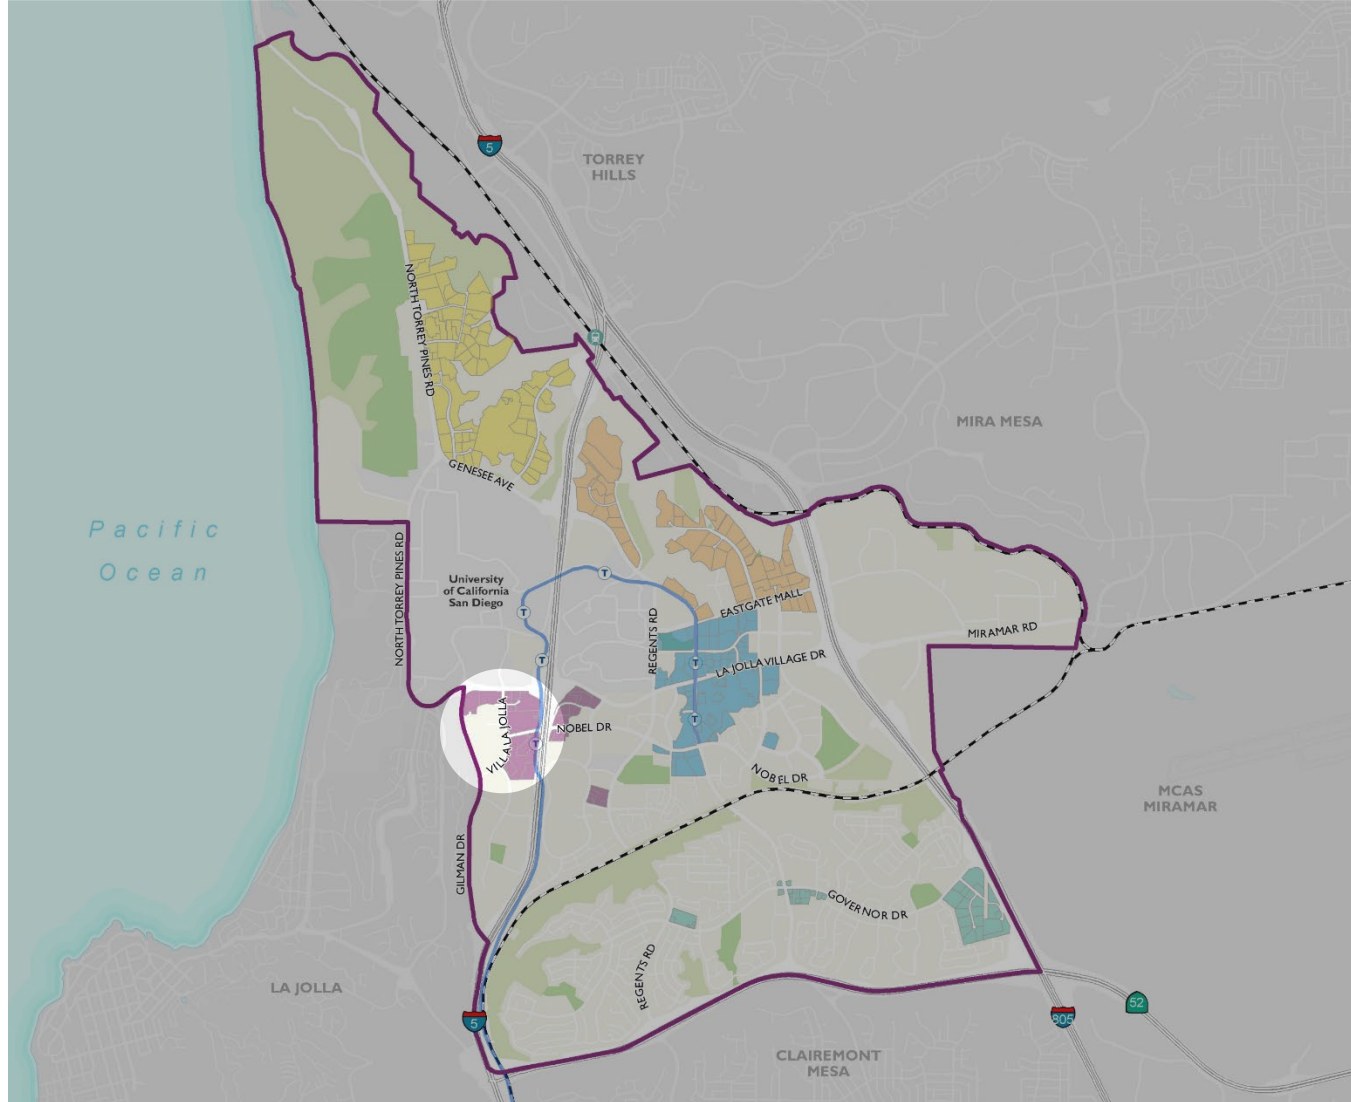 5
TORREY
HILLS
NORTH TORREY PINES RD
MIRA MESA
GENESEE AVE
Pacific
Ocean
NORTH TORREY PINES RD
University
of California
San Diego
T
T
T
REGENTS RD
EASTGATE MALL
MIRAMAR RD
T
LA JOLLA VILLAGE DR
VILLA LA JOLLA
NOBEL DR
T
T
NOBEL DR
MCAS
MIRAMAR
GILMAN DR
GOVERNOR DR
REGENTS RD
LA JOLLA
5
52
805
CLAIREMONT
MESA